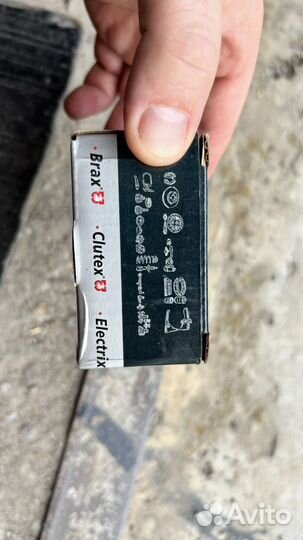 · Brax · Clutex · Electrix
Avito